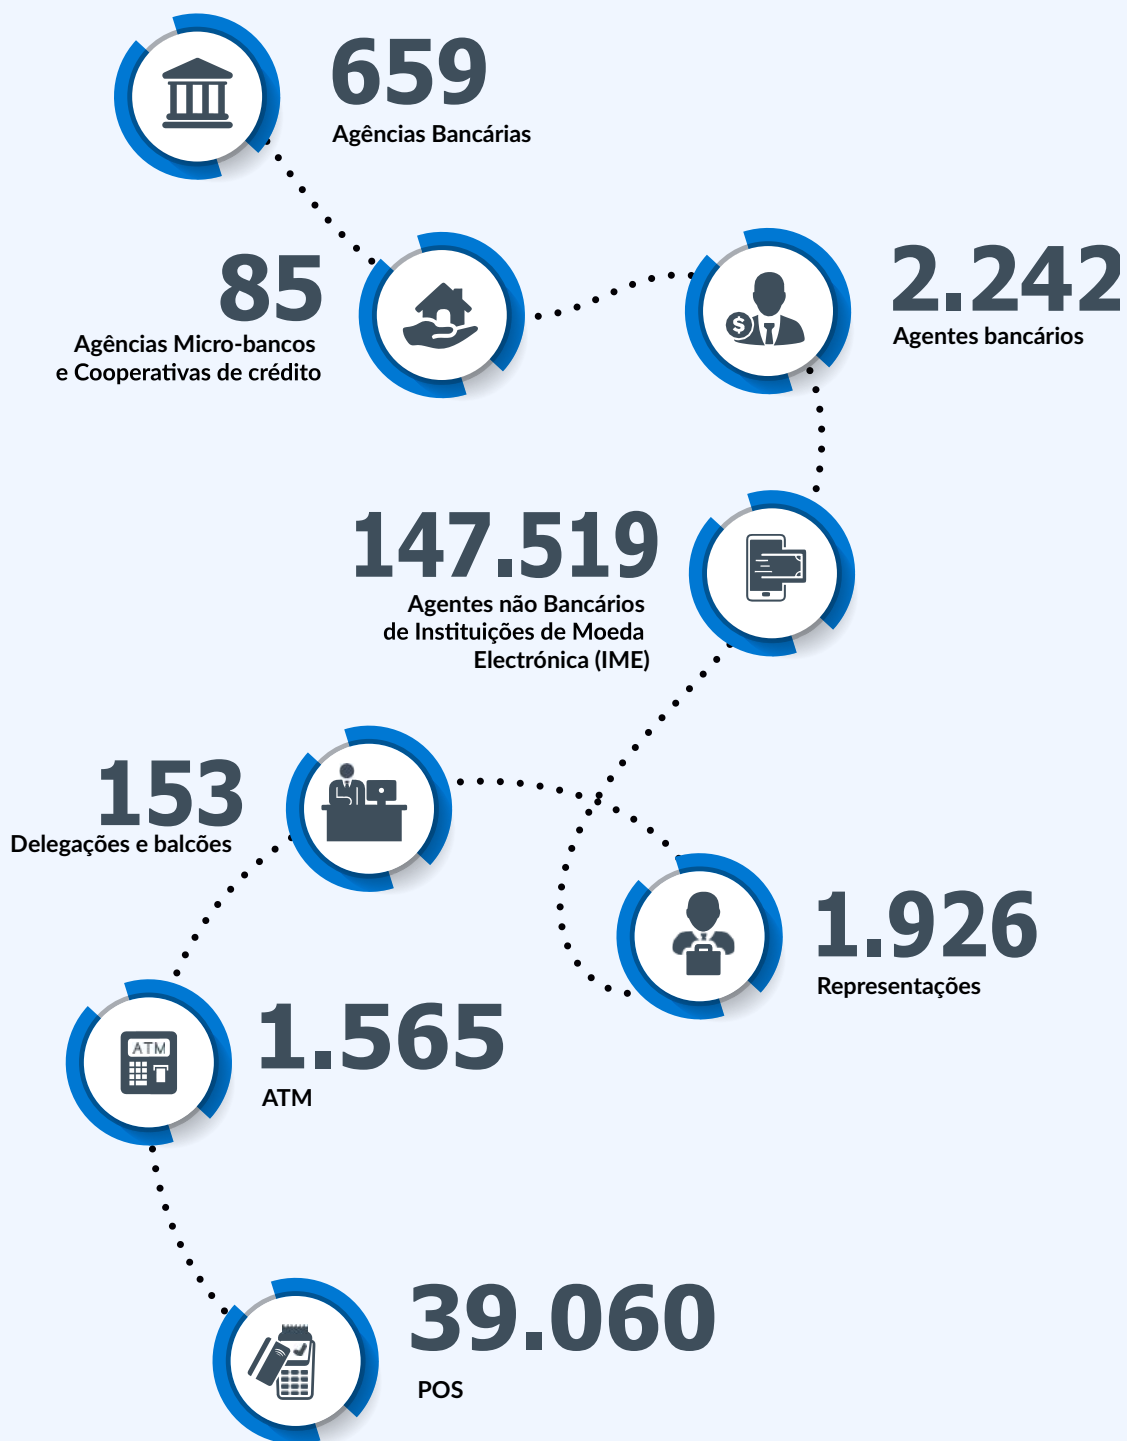 659
Agências Bancárias
85
Agências Micro-bancos
e Cooperativas de crédito
2.242
Agentes bancários
$
147.519
Agentes não Bancários
de Instituições de Moeda
Electrónica (IME)
153
Delegações e balcões
1.926
Representações
ATM
1.565
ATM
39.060
POS